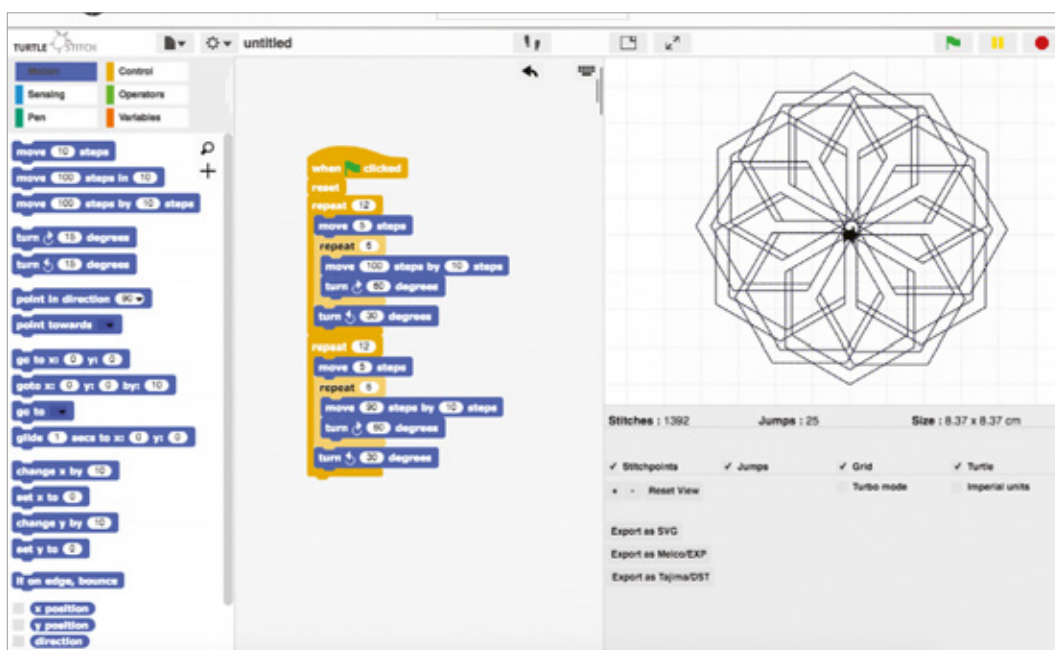 TURTLE STITCH
untitled
Motion
Control
Sensing
Operators
Pen
Variables
move 10 steps
move 100 steps in 10
move 100 steps by 10 steps
turn 15 degrees
turn 15 degrees
point in direction 90
point towards
go to x: 0 y: 0
goto x: 0 y: 0 by: 10
go to
glide 1 secs to x: 0 y: 0
change x by 10
set x to 0
change y by 10
set y to 0
if on edge, bounce
x position
y position
direction
when clicked
reset
repeat 12
move 5 steps
repeat 6
move 100 steps by 10 steps
turn 60 degrees
turn 30 degrees
repeat 12
move 5 steps
repeat 6
move 90 steps by 10 steps
turn 60 degrees
turn 30 degrees
Stitches : 1392 Jumps : 25 Size : 8.37 x 8.37 cm
✓ Stitchpoints ✓ Jumps ✓ Grid ✓ Turtle
+ - Reset View Turbo mode Imperial units
Export as SVG
Export as Melco/EXP
Export as Tajima/DST